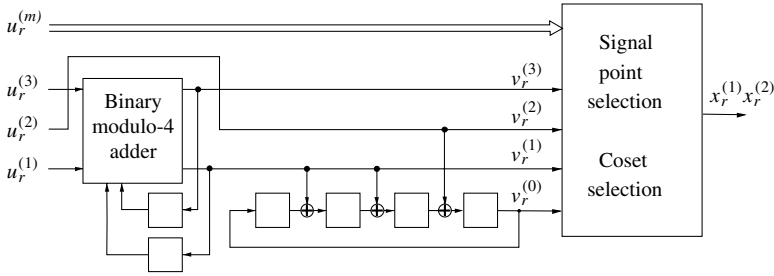 u_r^{(m)}
u_r^{(3)}
u_r^{(2)}
u_r^{(1)}
Binary
modulo-4
adder
v_r^{(3)}
v_r^{(2)}
v_r^{(1)}
v_r^{(0)}
Signal
point
selection
Coset
selection
x_r^{(1)}x_r^{(2)}